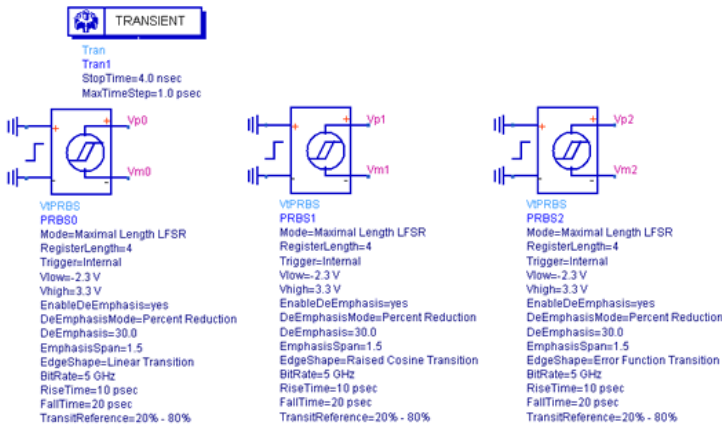 TRANSIENT
Tran
Tran1
StopTime=4.0 nsec
MaxTimeStep=1.0 psec
Vp0
Vm0
VtPRBS
PRBS0
Mode=Maximal Length LFSR
RegisterLength=4
Trigger=Internal
Vlow=-2.3 V
Vhigh=3.3 V
EnableDeEmphasis=yes
DeEmphasisMode=Percent Reduction
DeEmphasis=30.0
EmphasisSpan=1.5
EdgeShape=Linear Transition
BitRate=5 GHz
RiseTime=10 psec
FallTime=20 psec
TransitReference=20% - 80%
Vp1
Vm1
VtPRBS
PRBS1
Mode=Maximal Length LFSR
RegisterLength=4
Trigger=Internal
Vlow=-2.3 V
Vhigh=3.3 V
EnableDeEmphasis=yes
DeEmphasisMode=Percent Reduction
DeEmphasis=30.0
EmphasisSpan=1.5
EdgeShape=Raised Cosine Transition
BitRate=5 GHz
RiseTime=10 psec
FallTime=20 psec
TransitReference=20% - 80%
Vp2
Vm2
VtPRBS
PRBS2
Mode=Maximal Length LFSR
RegisterLength=4
Trigger=Internal
Vlow=-2.3 V
Vhigh=3.3 V
EnableDeEmphasis=yes
DeEmphasisMode=Percent Reduction
DeEmphasis=30.0
EmphasisSpan=1.5
EdgeShape=Error Function Transition
BitRate=5 GHz
RiseTime=10 psec
FallTime=20 psec
TransitReference=20% - 80%